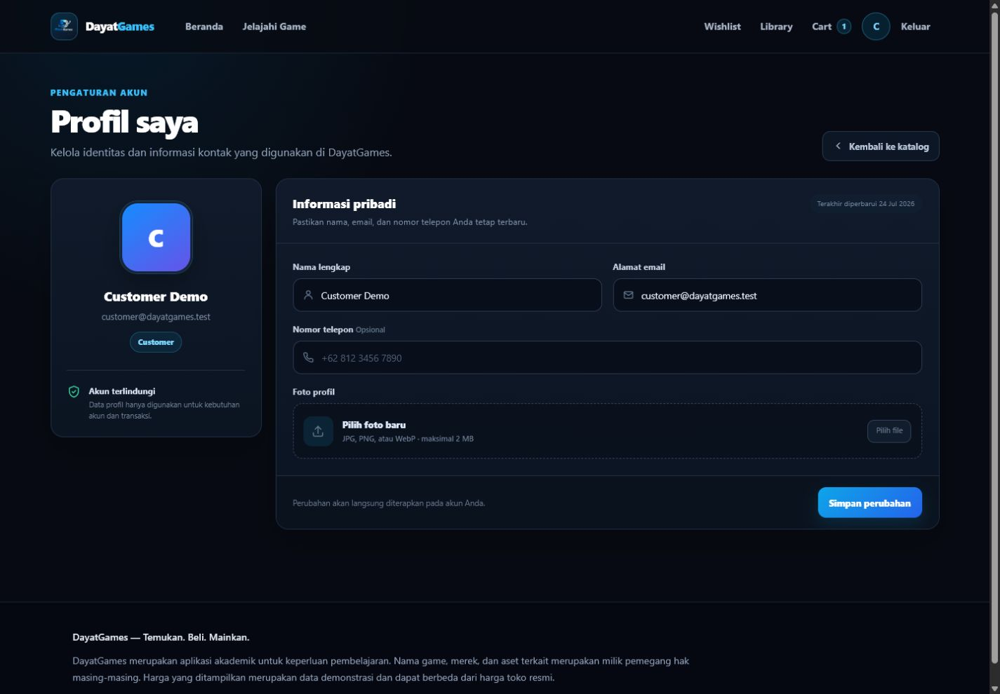 DayatGames
Beranda
Jelajahi Game
Wishlist
Library
Cart 1
C
Keluar
PENGATURAN AKUN
Profil saya
Kelola identitas dan informasi kontak yang digunakan di DayatGames.
Kembali ke katalog
C
Customer Demo
customer@dayatgames.test
Customer
Akun terlindungi
Data profil hanya digunakan untuk kebutuhan
akun dan transaksi.
Informasi pribadi
Terakhir diperbarui 24 Jul 2026
Pastikan nama, email, dan nomor telepon Anda tetap terbaru.
Nama lengkap
Customer Demo
Alamat email
customer@dayatgames.test
Nomor telepon Opsional
+62 812 3456 7890
Foto profil
Pilih foto baru
JPG, PNG, atau WebP · maksimal 2 MB
Pilih file
Perubahan akan langsung diterapkan pada akun Anda.
Simpan perubahan
DayatGames — Temukan. Beli. Mainkan.
DayatGames merupakan aplikasi akademik untuk keperluan pembelajaran. Nama game, merek, dan aset terkait merupakan milik pemegang hak
masing-masing. Harga yang ditampilkan merupakan data demonstrasi dan dapat berbeda dari harga toko resmi.